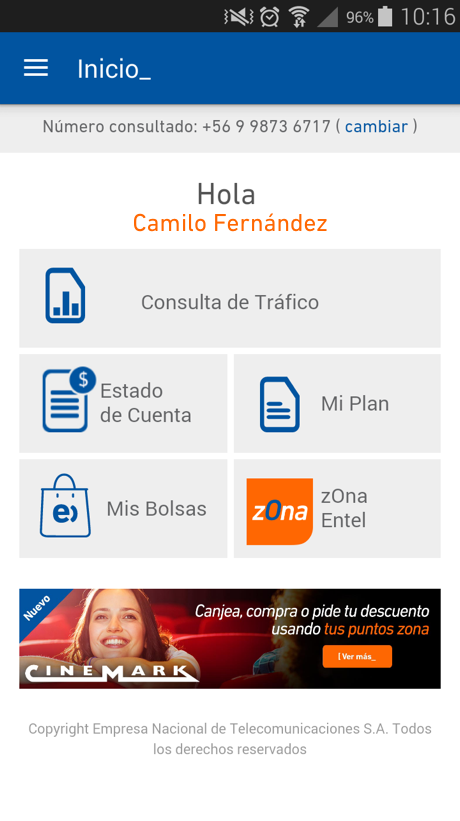 96% 10:16
Inicio_
Número consultado: +56 9 9873 6717 ( cambiar )
Hola
Camilo Fernández
Consulta de Tráfico
$
Estado
de Cuenta
Mi Plan
e)
Mis Bolsas
zOna
zOna
Entel
Nuevo
Canjea, compra o pide tu descuento
usando tus puntos zona
| Ver más_
CINEMARK
Copyright Empresa Nacional de Telecomunicaciones S.A. Todos
los derechos reservados